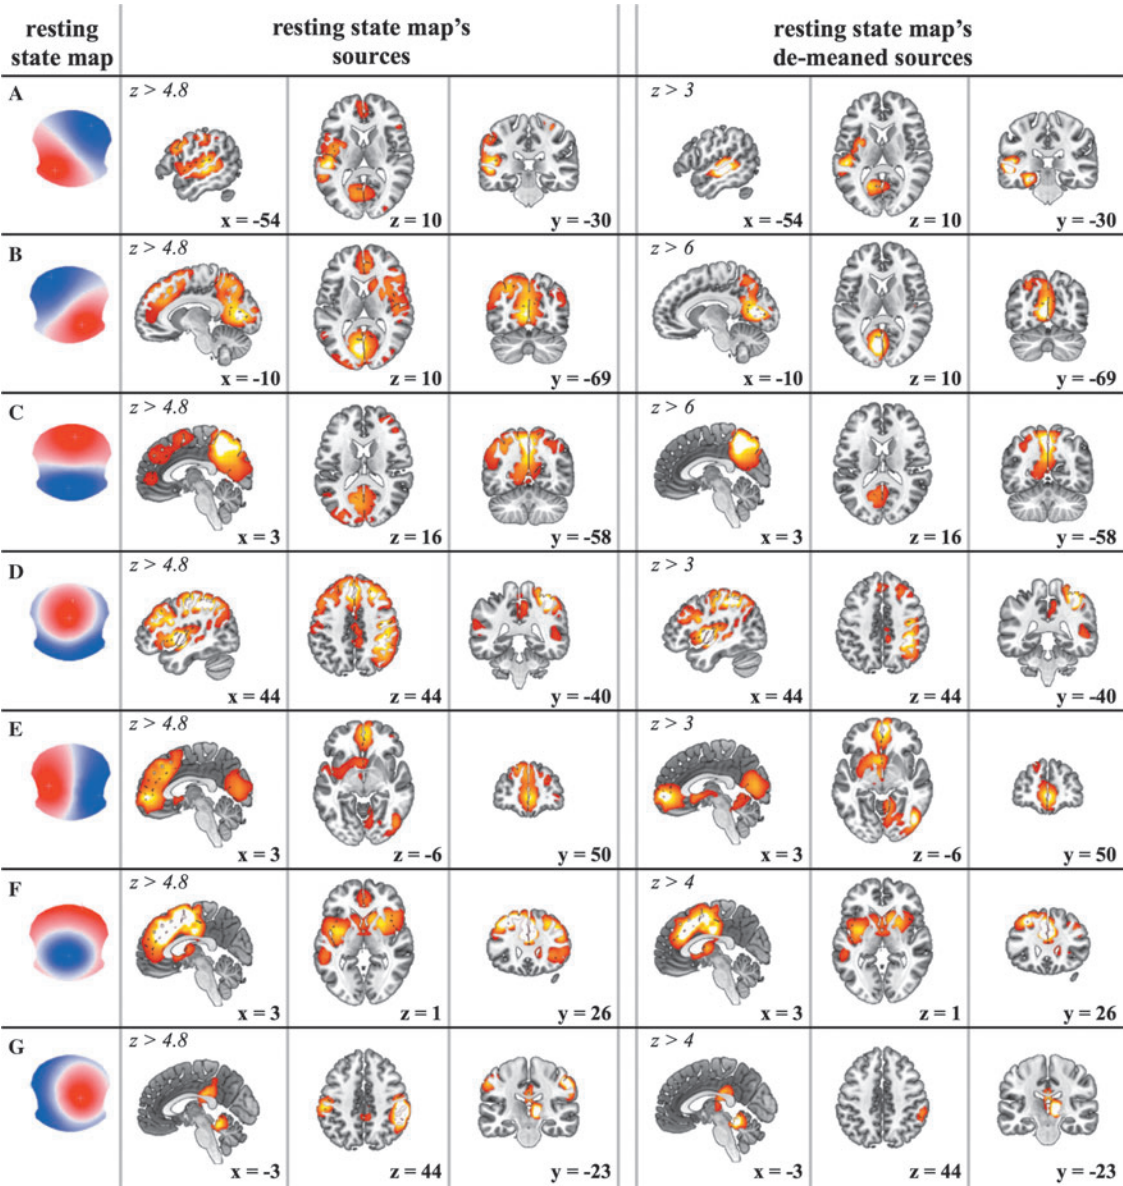 resting
state map
resting state map's
sources
resting state map's
de-meaned sources
A
z > 4.8
x = -54
z = 10
y = -30
z > 3
x = -54
z = 10
y = -30
B
z > 4.8
x = -10
z = 10
y = -69
z > 6
x = -10
z = 10
y = -69
C
z > 4.8
x = 3
z = 16
y = -58
z > 6
x = 3
z = 16
y = -58
D
z > 4.8
x = 44
z = 44
y = -40
z > 3
x = 44
z = 44
y = -40
E
z > 4.8
x = 3
z = -6
y = 50
z > 3
x = 3
z = -6
y = 50
F
z > 4.8
x = 3
z = 1
y = 26
z > 4
x = 3
z = 1
y = 26
G
z > 4.8
x = -3
z = 44
y = -23
z > 4
x = -3
z = 44
y = -23